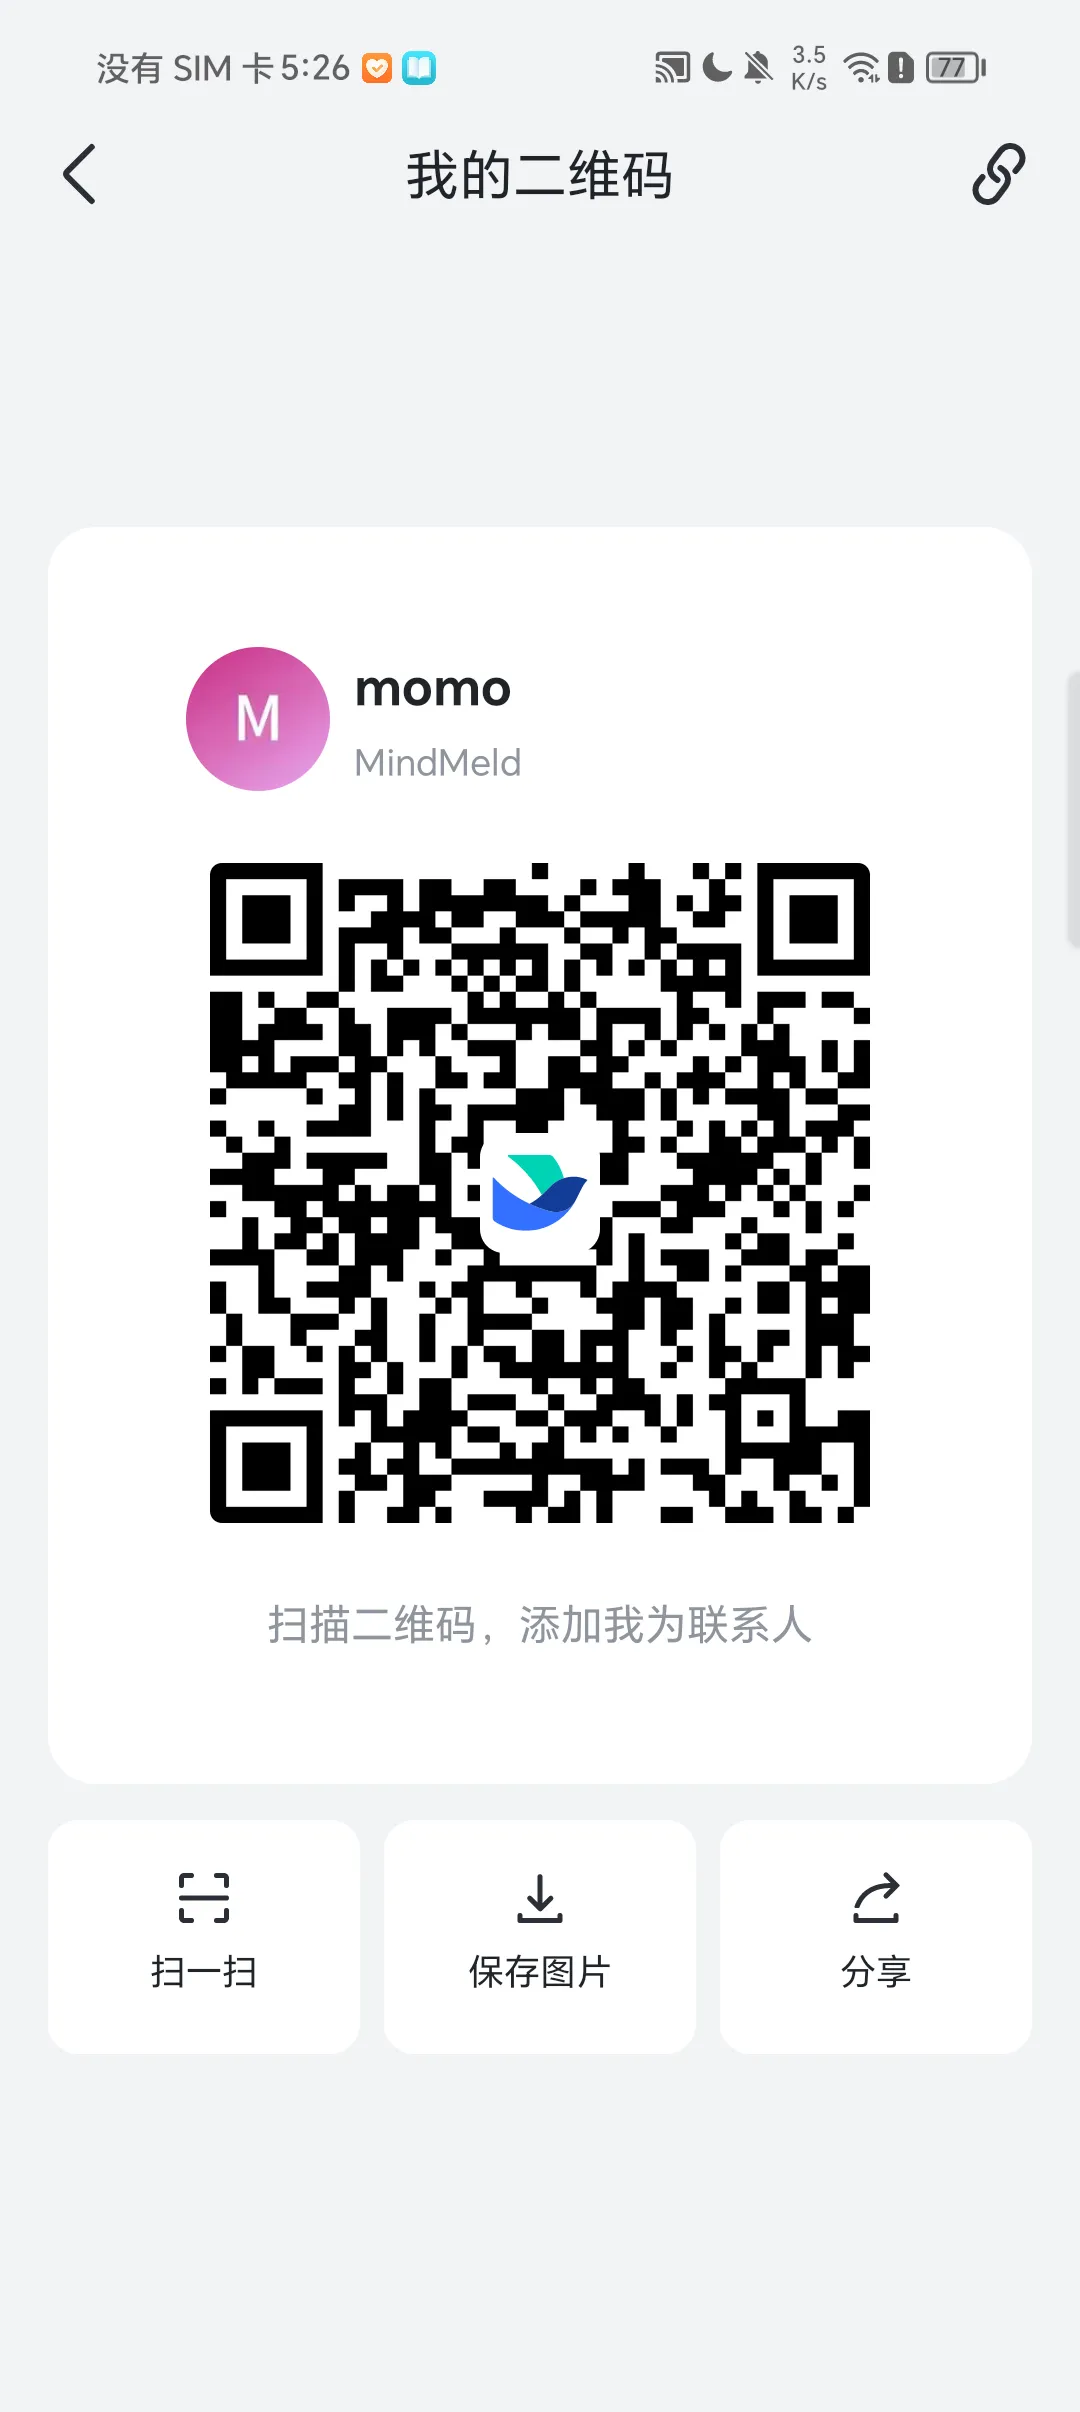 没有 SIM 卡 5:26
3.5
K/s
77
我的二维码
M
momo
MindMeld
扫描二维码，添加我为联系人
扫一扫
保存图片
分享